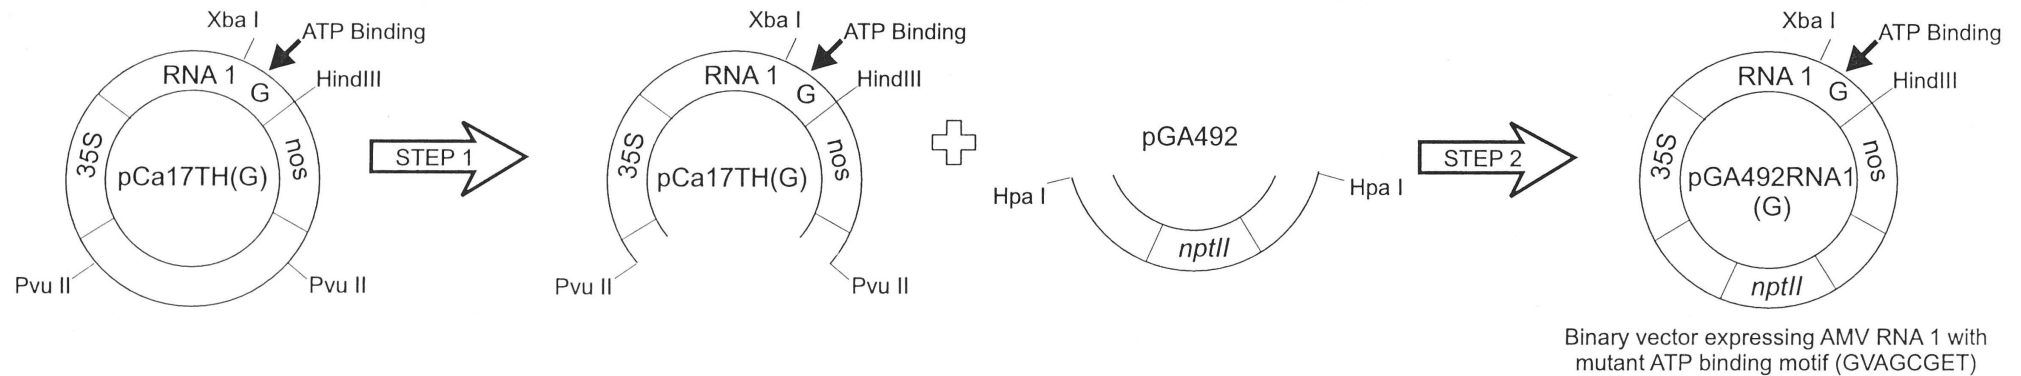 Xba I
ATP Binding
RNA 1
G
HindIII
35S
nos
pCa17TH(G)
Pvu II
Pvu II
STEP 1
Xba I
ATP Binding
RNA 1
G
HindIII
35S
nos
pCa17TH(G)
Pvu II
Pvu II
pGA492
Hpa I
Hpa I
nptII
STEP 2
Xba I
ATP Binding
RNA 1
G
HindIII
35S
nos
pGA492RNA1
(G)
nptII
Binary vector expressing AMV RNA 1 with
mutant ATP binding motif (GVAGCGET)